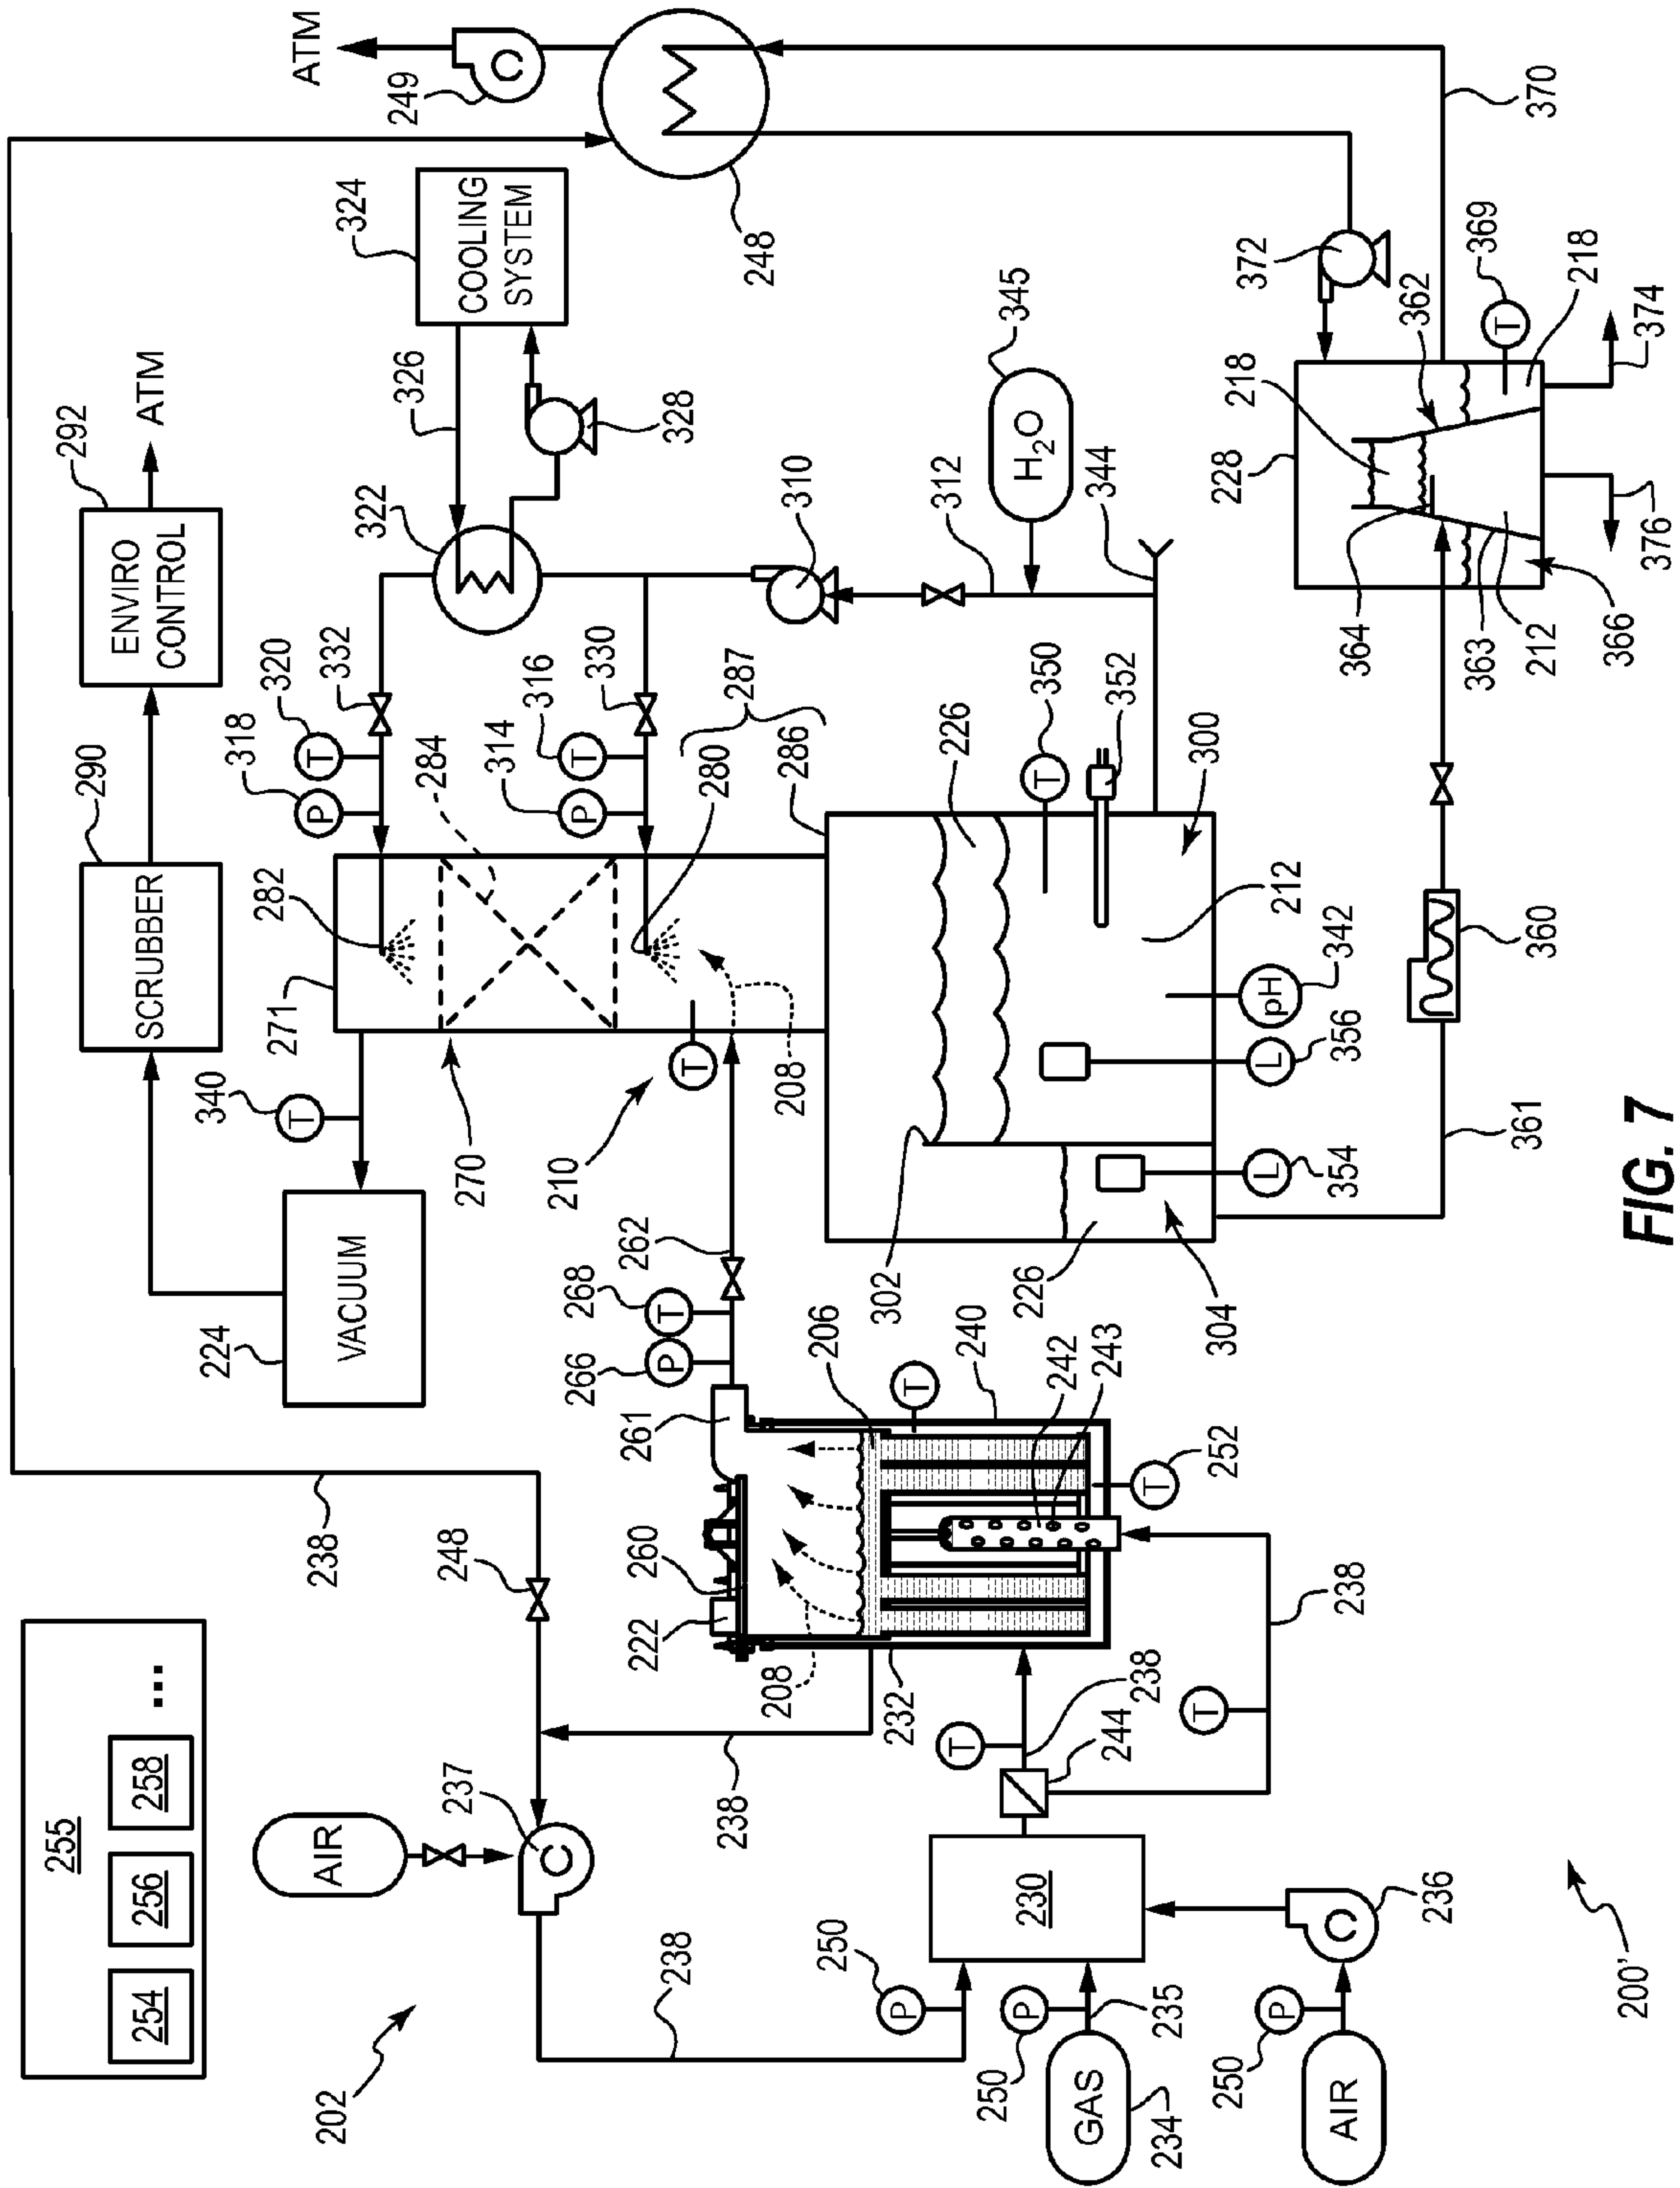 255
254
256
258
...
202
AIR
237
238
248
238
238
238
250
230
250
235
GAS
234
250
AIR
236
200'
244
238
T
T
238
232
208
222
260
261
206
240
242
243
T
T
252
266
P
268
T
262
VACUUM
224
340
T
SCRUBBER
290
ENVIRO
CONTROL
292
ATM
271
270
210
T
208
282
280
284
286
287
318
P
320
T
332
314
P
316
T
330
322
326
328
COOLING
SYSTEM
324
ATM
249
C
248
310
312
H2O
345
344
302
304
226
226
300
212
350
T
352
pH
342
L
356
L
354
361
360
228
218
362
364
363
212
366
218
T
369
372
370
374
376
C
C
P
P
P
FIG. 7